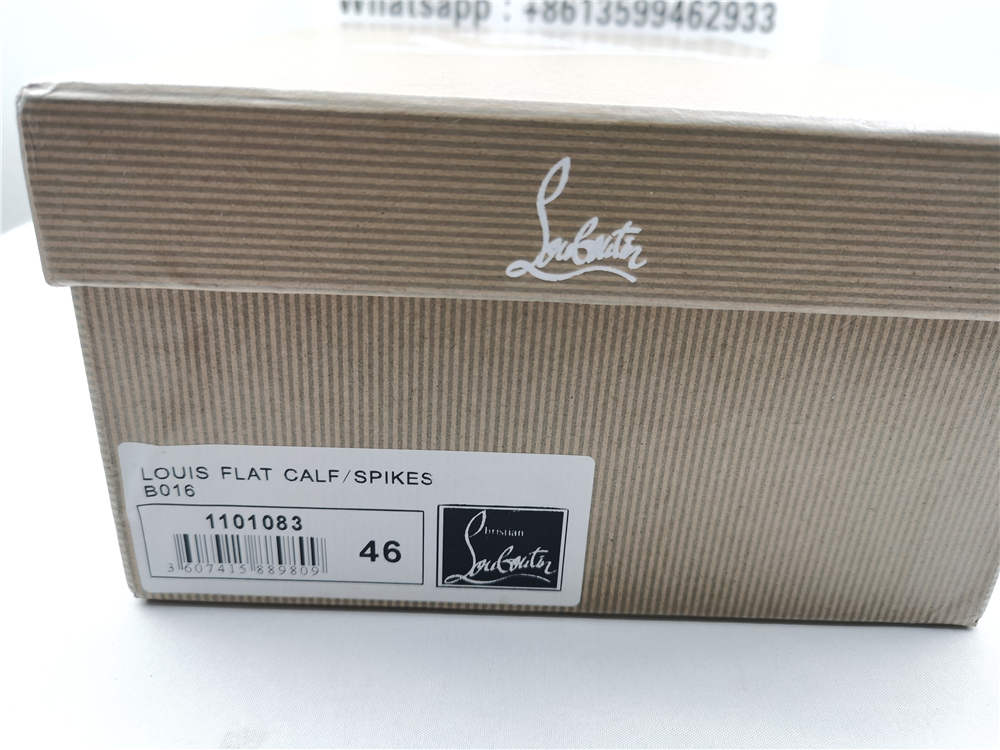 Whatsapp : +8613599462933
Louboutin
LOUIS FLAT CALF/SPIKES
B016
1101083
3 607415 889809
46
Christian
Louboutin